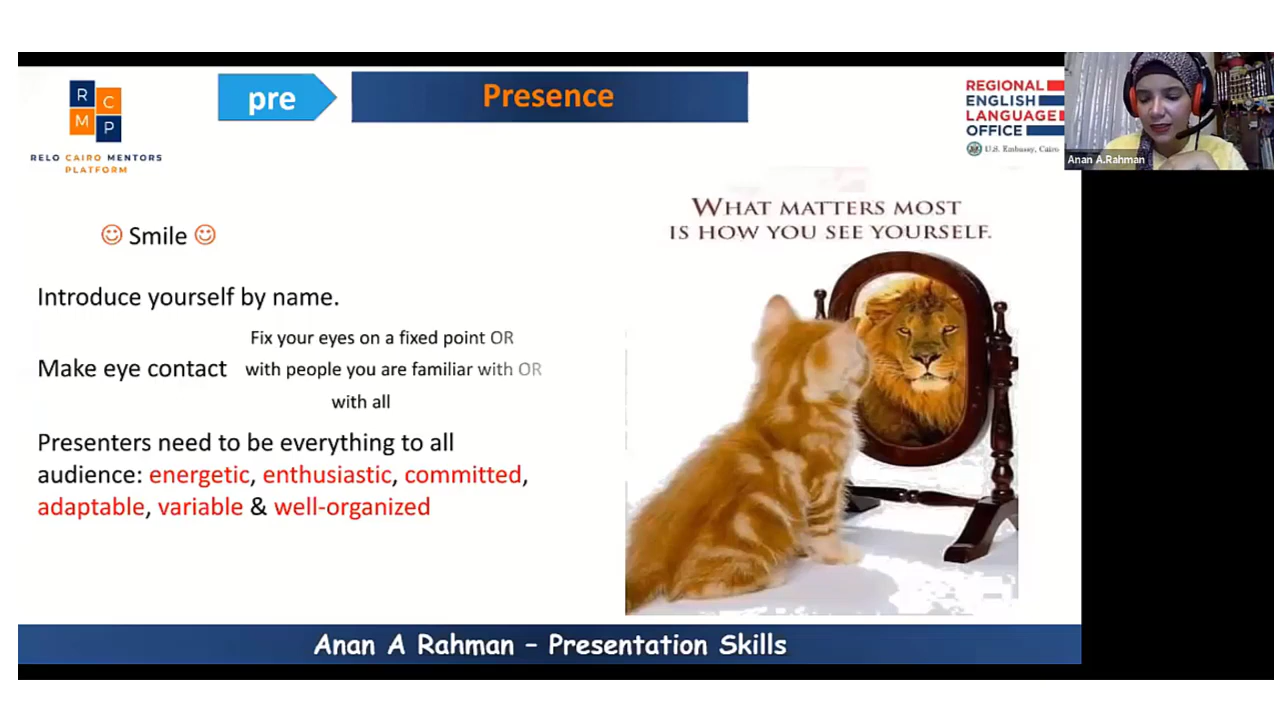 R
C
M
P
RELO CAIRO MENTORS
PLATFORM
pre
Presence
REGIONAL
ENGLISH
LANGUAGE
OFFICE
U.S. Embassy, Cairo
Anan A.Rahman
WHAT MATTERS MOST
IS HOW YOU SEE YOURSELF.
☺ Smile ☺
Introduce yourself by name.
Fix your eyes on a fixed point OR
Make eye contact with people you are familiar with OR
with all
Presenters need to be everything to all
audience: energetic, enthusiastic, committed,
adaptable, variable & well-organized
Anan A Rahman – Presentation Skills